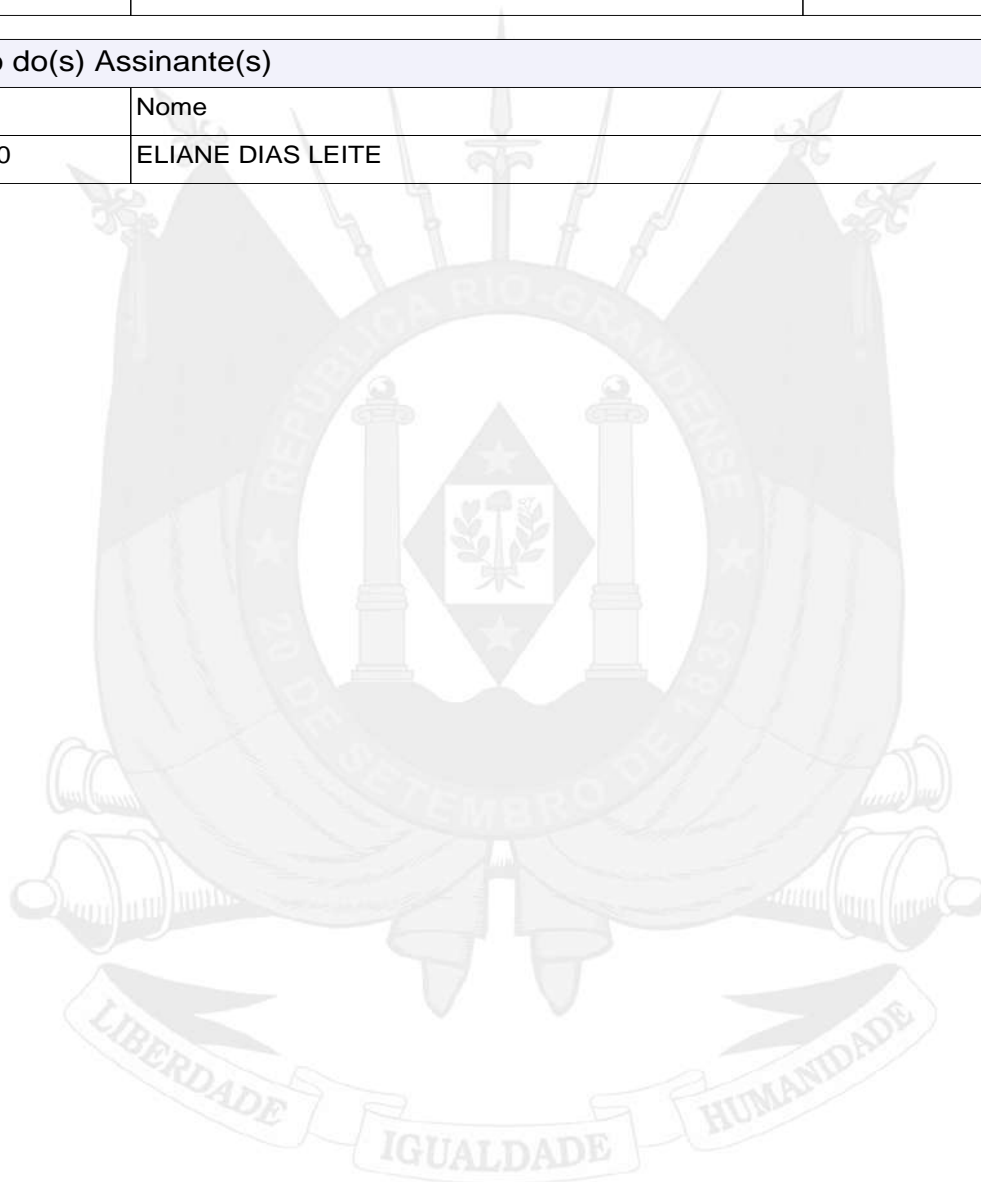 o do(s) Assinante(s)
Nome
0 ELIANE DIAS LEITE
REPÚBLICA RIO-GRANDENSE
20 DE SETEMBRO DE 1835
LIBERDADE IGUALDADE HUMANIDADE